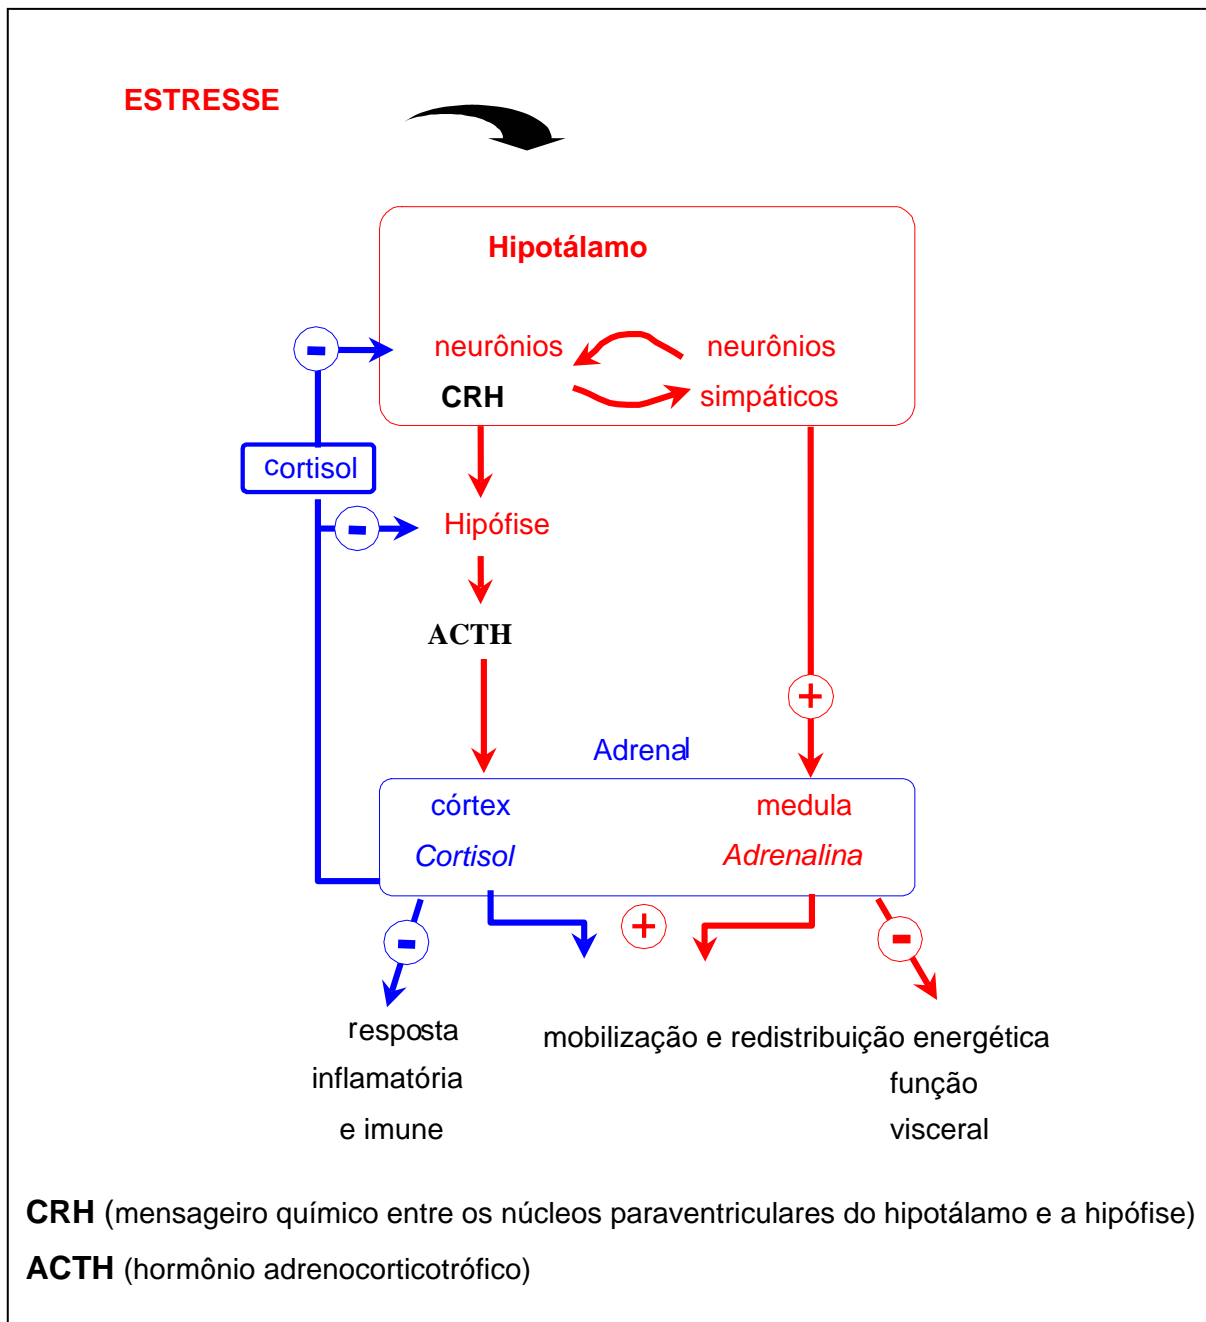 ESTRESSE
Hipotálamo
neurônios neurônios
CRH simpáticos
-
cortisol
- Hipófise
ACTH
+
Adrenal
córtex medula
Cortisol Adrenalina
+
- -
resposta mobilização e redistribuição energética
inflamatória função
e imune visceral
CRH (mensageiro químico entre os núcleos paraventriculares do hipotálamo e a hipófise)
ACTH (hormônio adrenocorticotrófico)